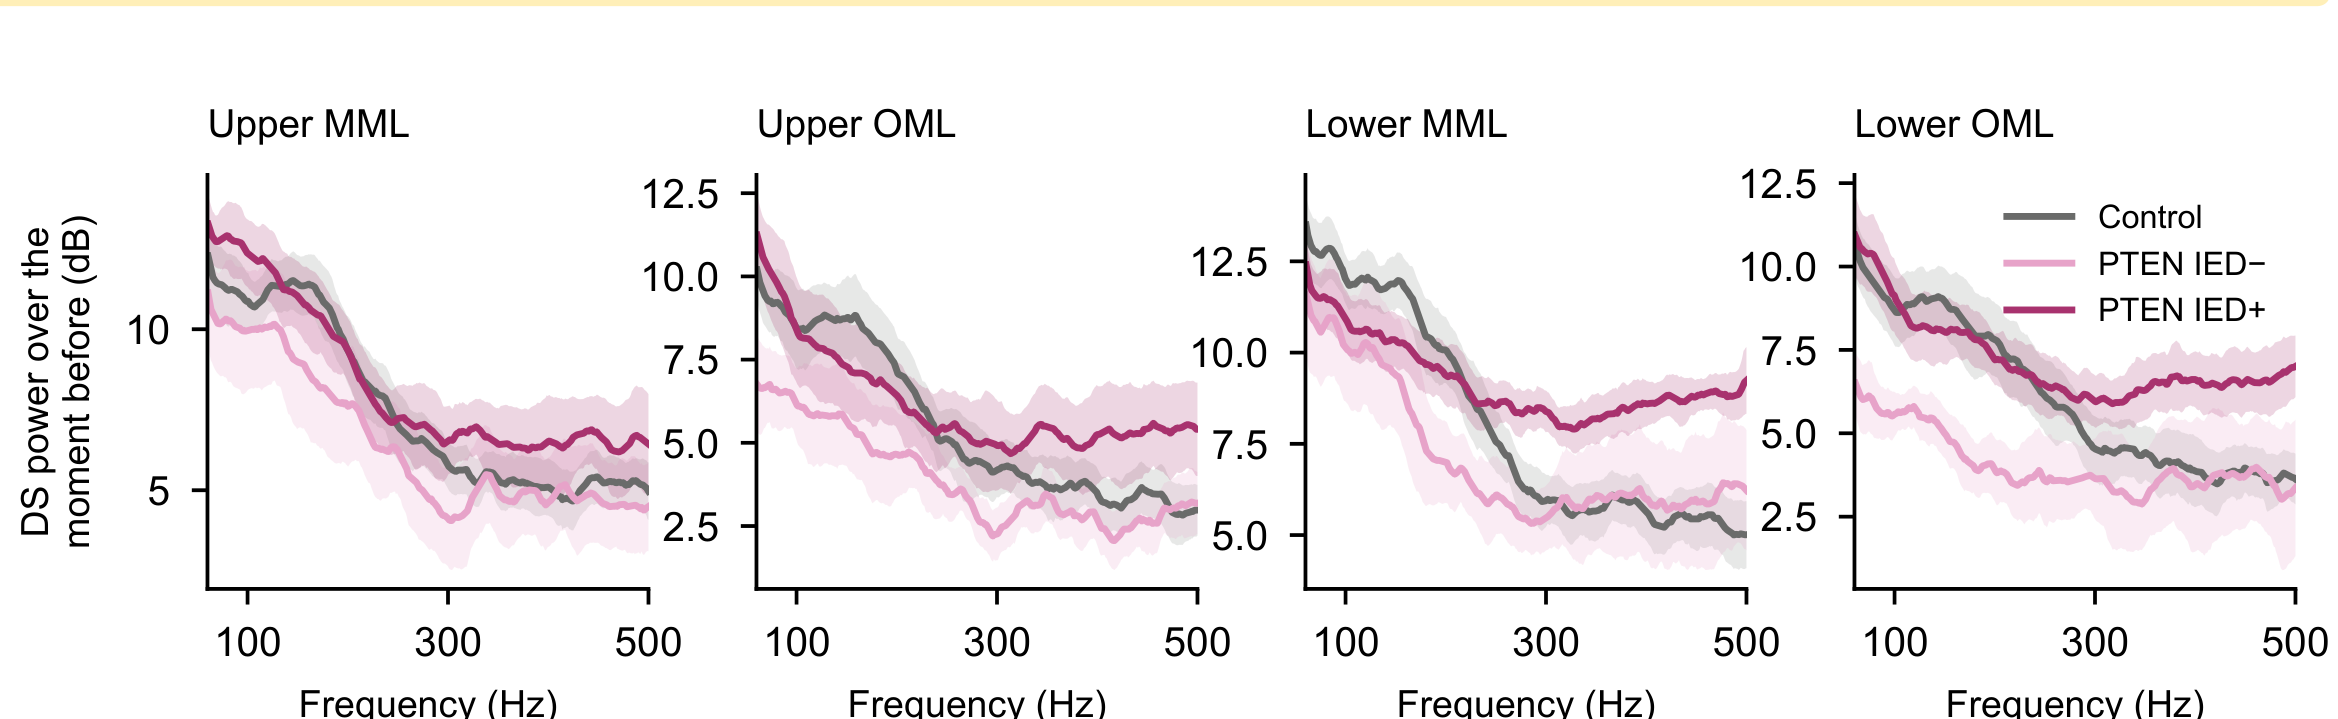 Upper MML
Upper OML
Lower MML
Lower OML
DS power over the
moment before (dB)
10
5
12.5
10.0
7.5
5.0
2.5
12.5
10.0
7.5
5.0
12.5
10.0
7.5
5.0
2.5
Control
PTEN IED−
PTEN IED+
100 300 500
100 300 500
100 300 500
100 300 500
Frequency (Hz)
Frequency (Hz)
Frequency (Hz)
Frequency (Hz)